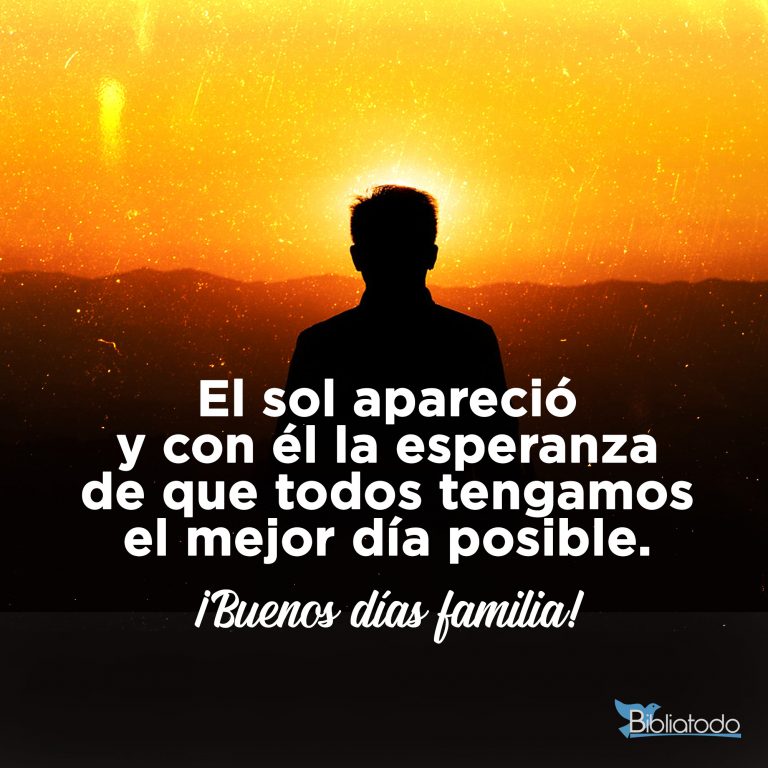 El sol apareció
y con él la esperanza
de que todos tengamos
el mejor día posible.
¡Buenos días familia!
Bibliatodo